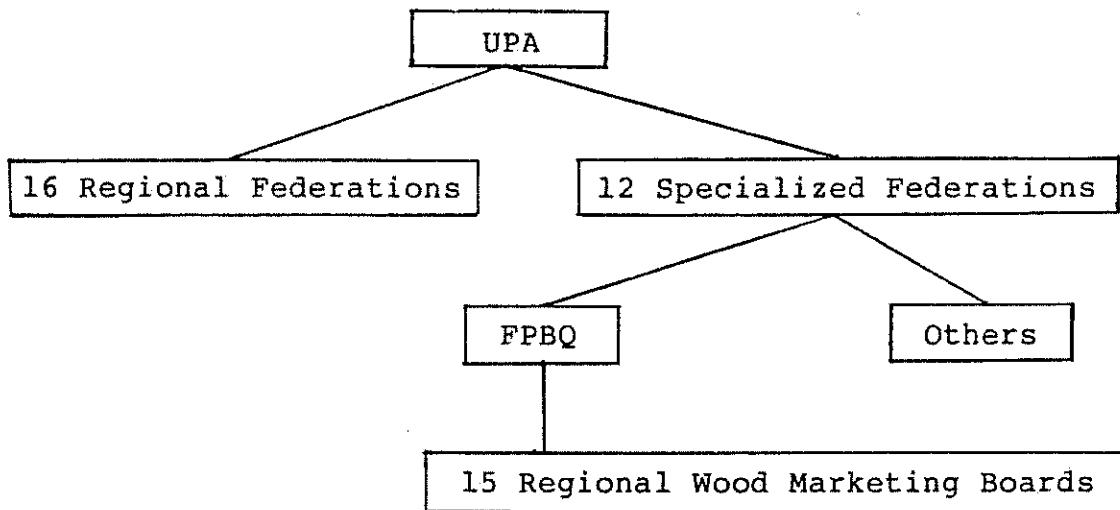 UPA
16 Regional Federations
12 Specialized Federations
FPBQ
Others
15 Regional Wood Marketing Boards